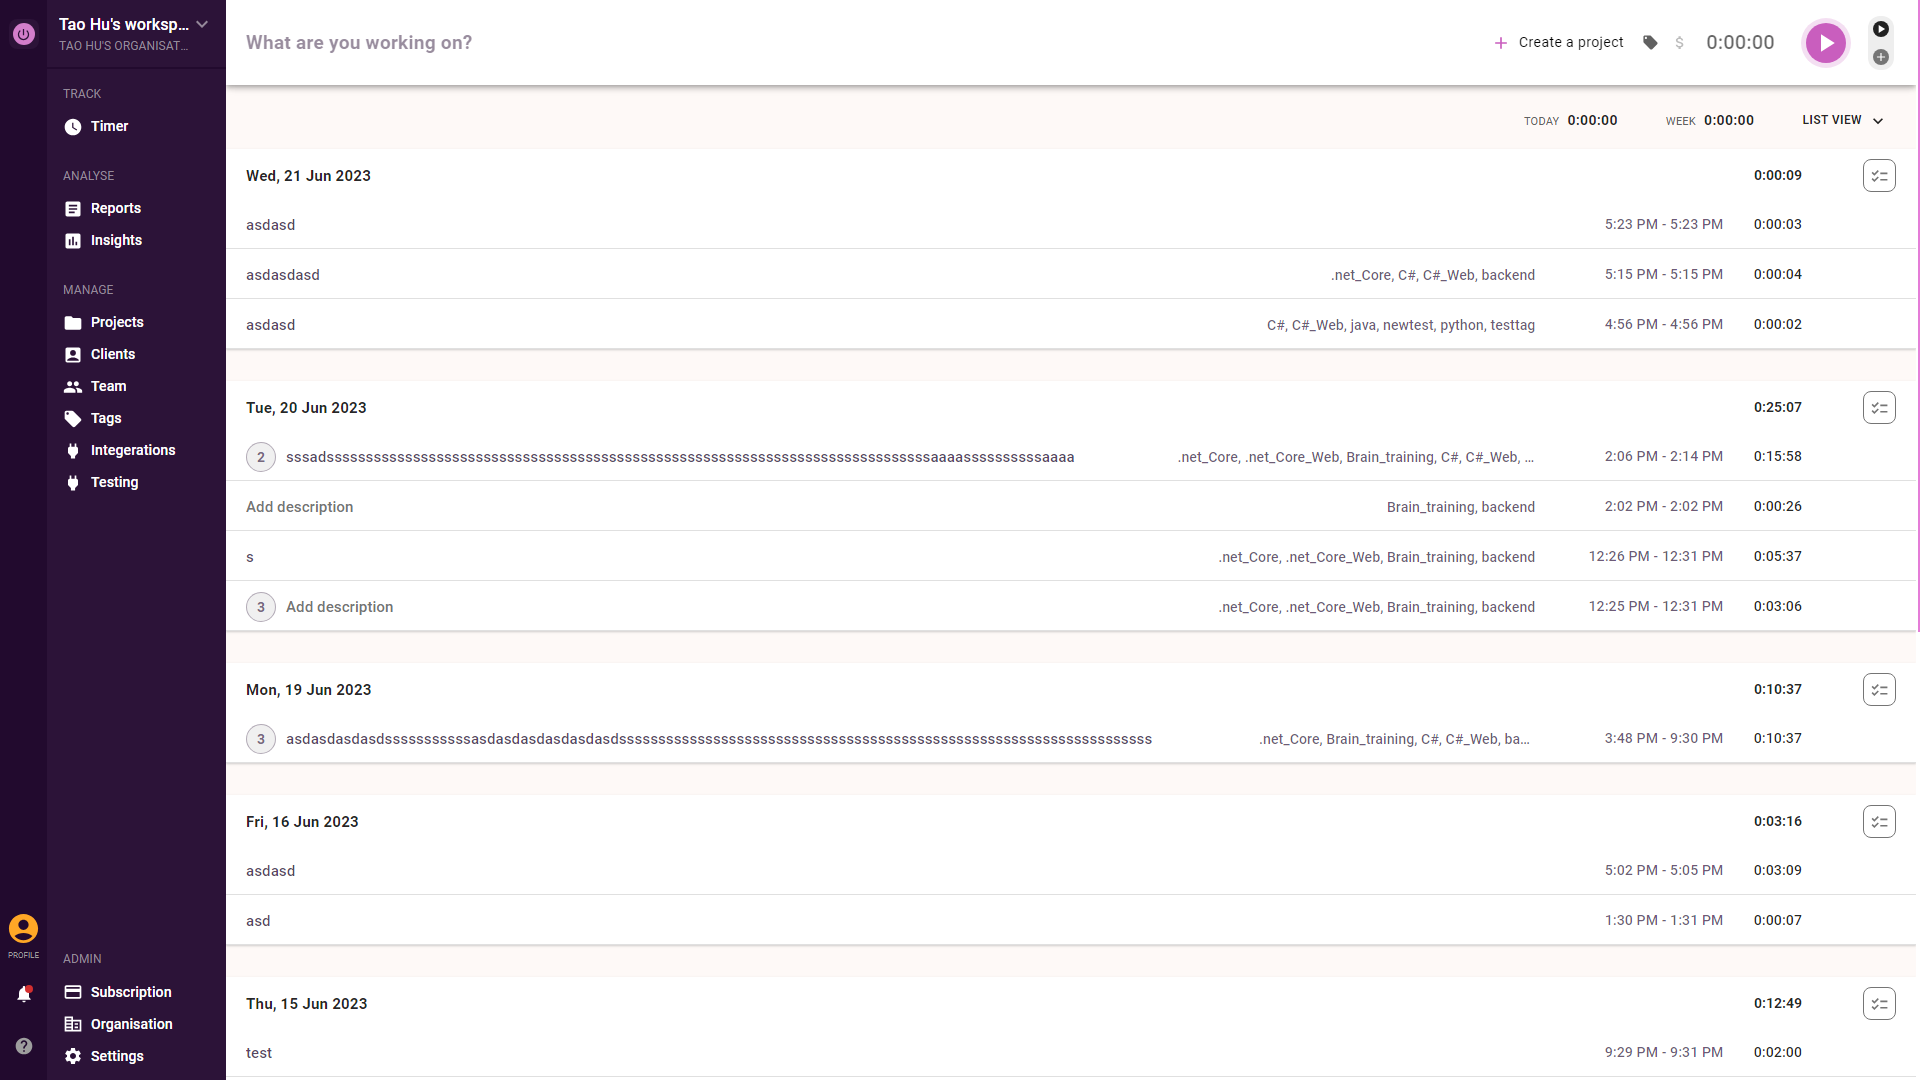 Tao Hu's worksp...
TAO HU'S ORGANISAT...
TRACK
Timer
ANALYSE
Reports
Insights
MANAGE
Projects
Clients
Team
Tags
Integerations
Testing
PROFILE
ADMIN
Subscription
Organisation
Settings
What are you working on?
+ Create a project $ 0:00:00
TODAY 0:00:00 WEEK 0:00:00 LIST VIEW
Wed, 21 Jun 2023 0:00:09
asdasd 5:23 PM - 5:23 PM 0:00:03
asdasdasd .net_Core, C#, C#_Web, backend 5:15 PM - 5:15 PM 0:00:04
asdasd C#, C#_Web, java, newtest, python, testtag 4:56 PM - 4:56 PM 0:00:02
Tue, 20 Jun 2023 0:25:07
2 .net_Core, .net_Core_Web, Brain_training, C#, C#_Web, ... 2:06 PM - 2:14 PM 0:15:58
Add description Brain_training, backend 2:02 PM - 2:02 PM 0:00:26
s .net_Core, .net_Core_Web, Brain_training, backend 12:26 PM - 12:31 PM 0:05:37
3 Add description .net_Core, .net_Core_Web, Brain_training, backend 12:25 PM - 12:31 PM 0:03:06
Mon, 19 Jun 2023 0:10:37
3 .net_Core, Brain_training, C#, C#_Web, ba... 3:48 PM - 9:30 PM 0:10:37
Fri, 16 Jun 2023 0:03:16
asdasd 5:02 PM - 5:05 PM 0:03:09
asd 1:30 PM - 1:31 PM 0:00:07
Thu, 15 Jun 2023 0:12:49
test 9:29 PM - 9:31 PM 0:02:00